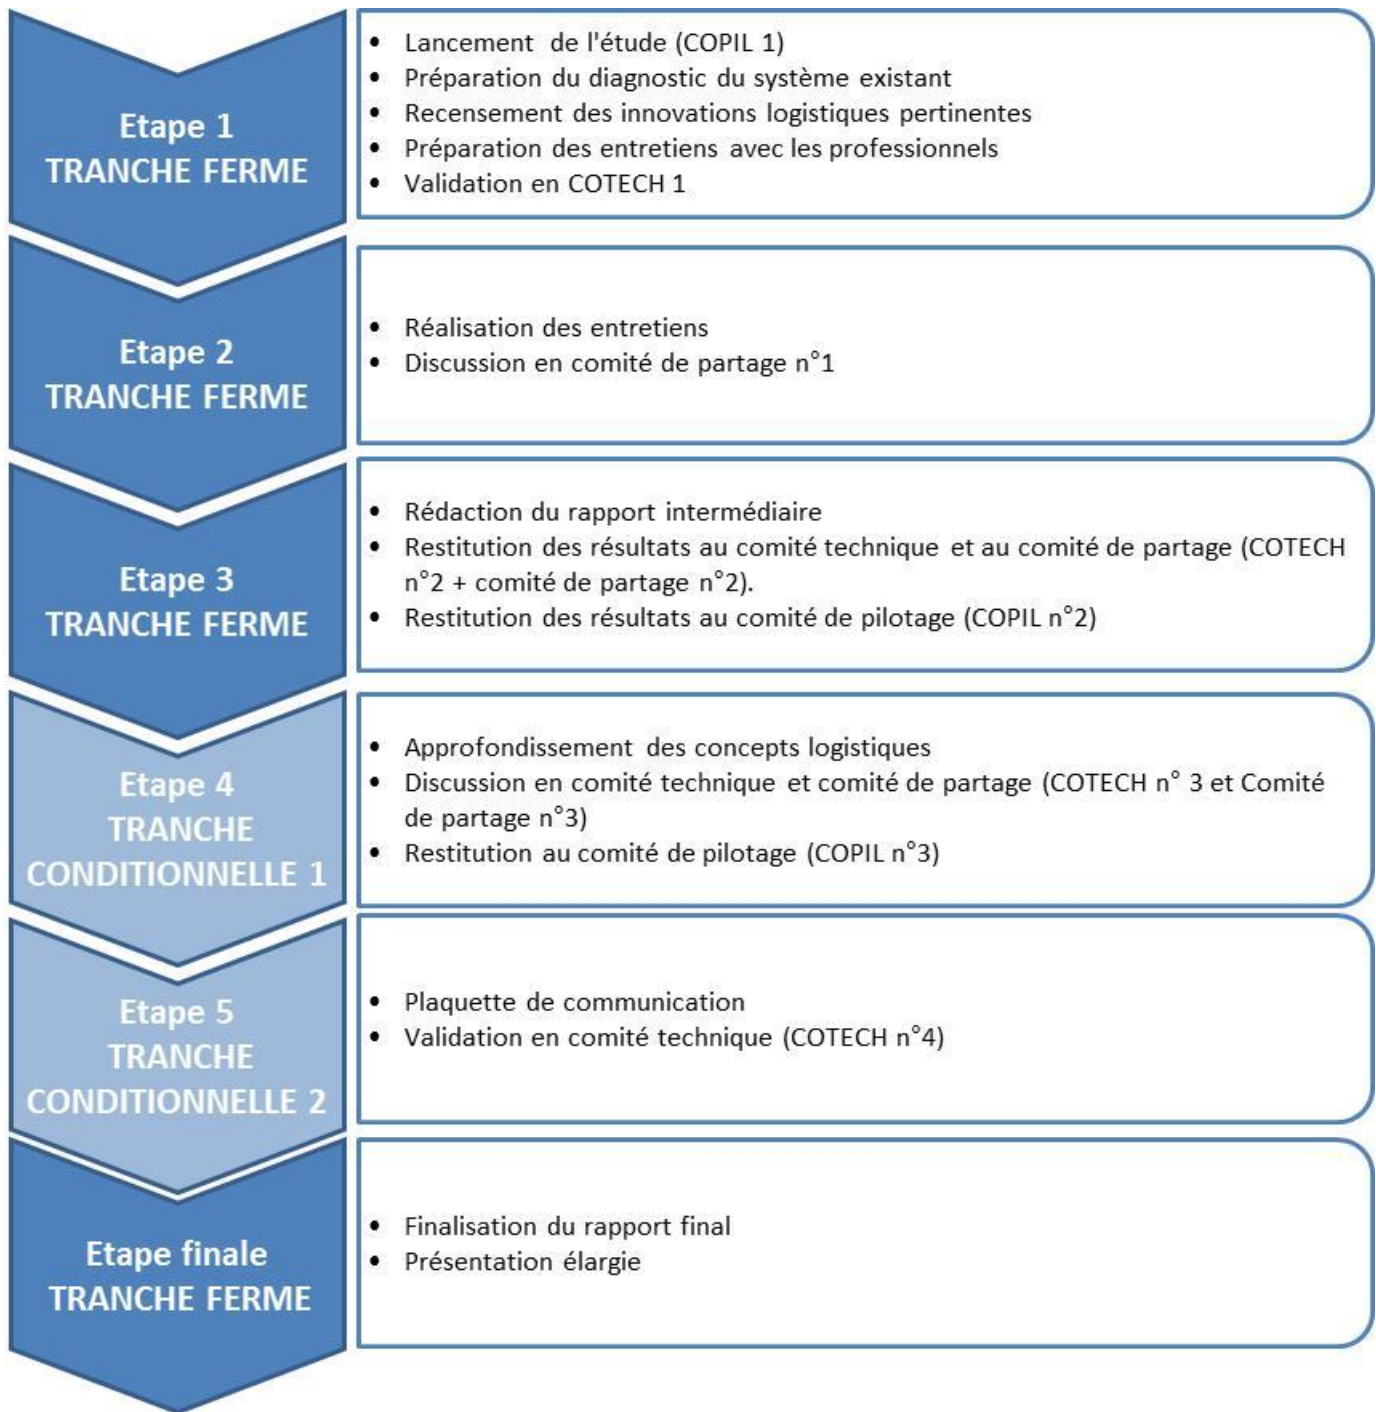 Etape 1
TRANCHE FERME
• Lancement de l'étude (COPIL 1)
• Préparation du diagnostic du système existant
• Recensement des innovations logistiques pertinentes
• Préparation des entretiens avec les professionnels
• Validation en COTECH 1
Etape 2
TRANCHE FERME
• Réalisation des entretiens
• Discussion en comité de partage n°1
Etape 3
TRANCHE FERME
• Rédaction du rapport intermédiaire
• Restitution des résultats au comité technique et au comité de partage (COTECH
n°2 + comité de partage n°2).
• Restitution des résultats au comité de pilotage (COPIL n°2)
Etape 4
TRANCHE
CONDITIONNELLE 1
• Approfondissement des concepts logistiques
• Discussion en comité technique et comité de partage (COTECH n° 3 et Comité
de partage n°3)
• Restitution au comité de pilotage (COPIL n°3)
Etape 5
TRANCHE
CONDITIONNELLE 2
• Plaquette de communication
• Validation en comité technique (COTECH n°4)
Etape finale
TRANCHE FERME
• Finalisation du rapport final
• Présentation élargie